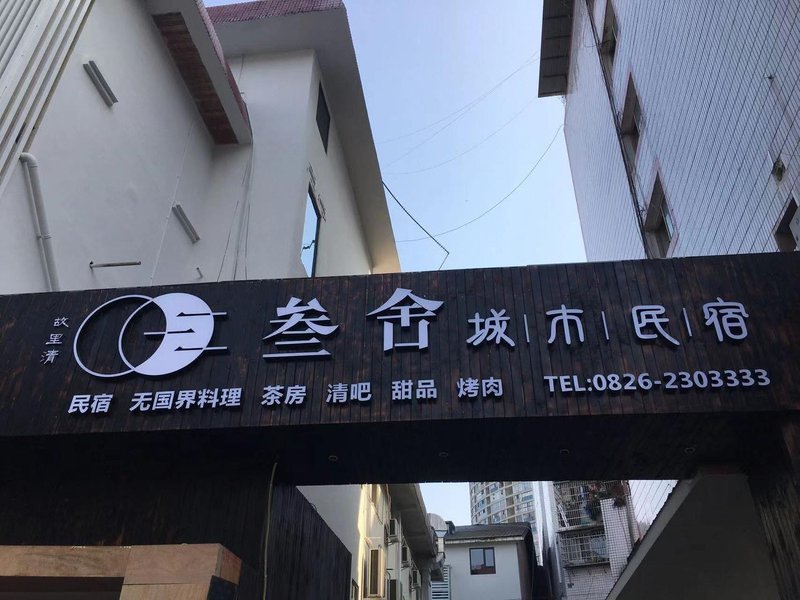 故里清
叁舍 城市民宿
民宿 无国界料理 茶房 清吧 甜品 烤肉 TEL:0826-2303333